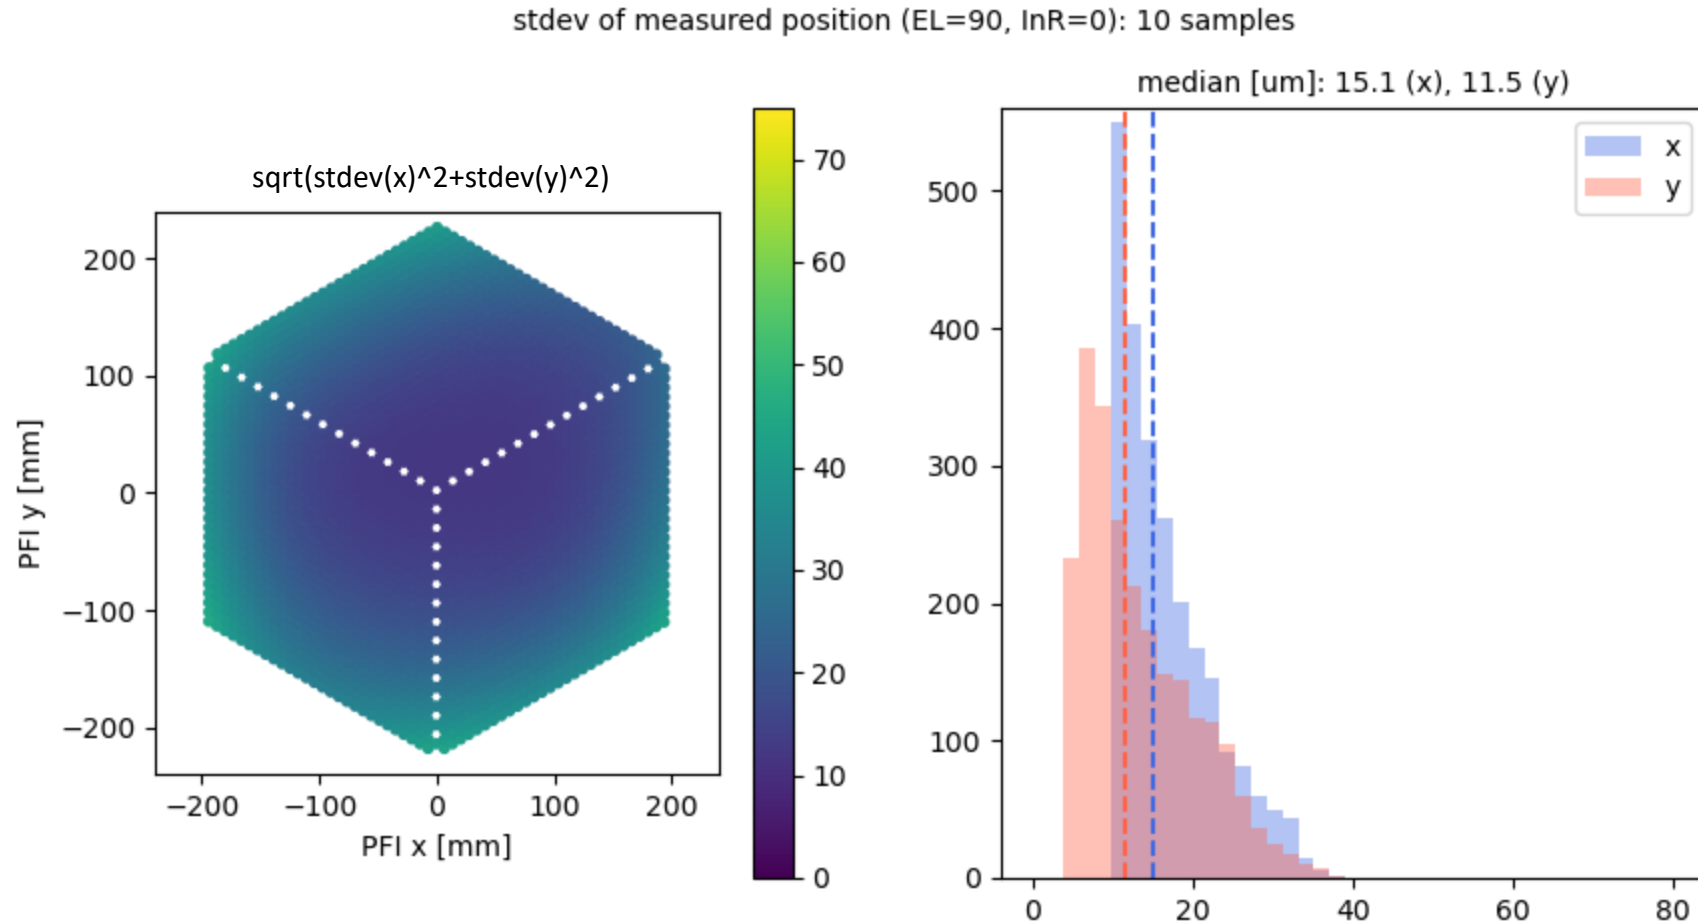 stdev of measured position (EL=90, InR=0): 10 samples
sqrt(stdev(x)^2+stdev(y)^2)
200
100
0
−100
−200
PFI y [mm]
−200 −100 0 100 200
PFI x [mm]
70
60
50
40
30
20
10
0
median [um]: 15.1 (x), 11.5 (y)
x
y
500
400
300
200
100
0
0 20 40 60 80